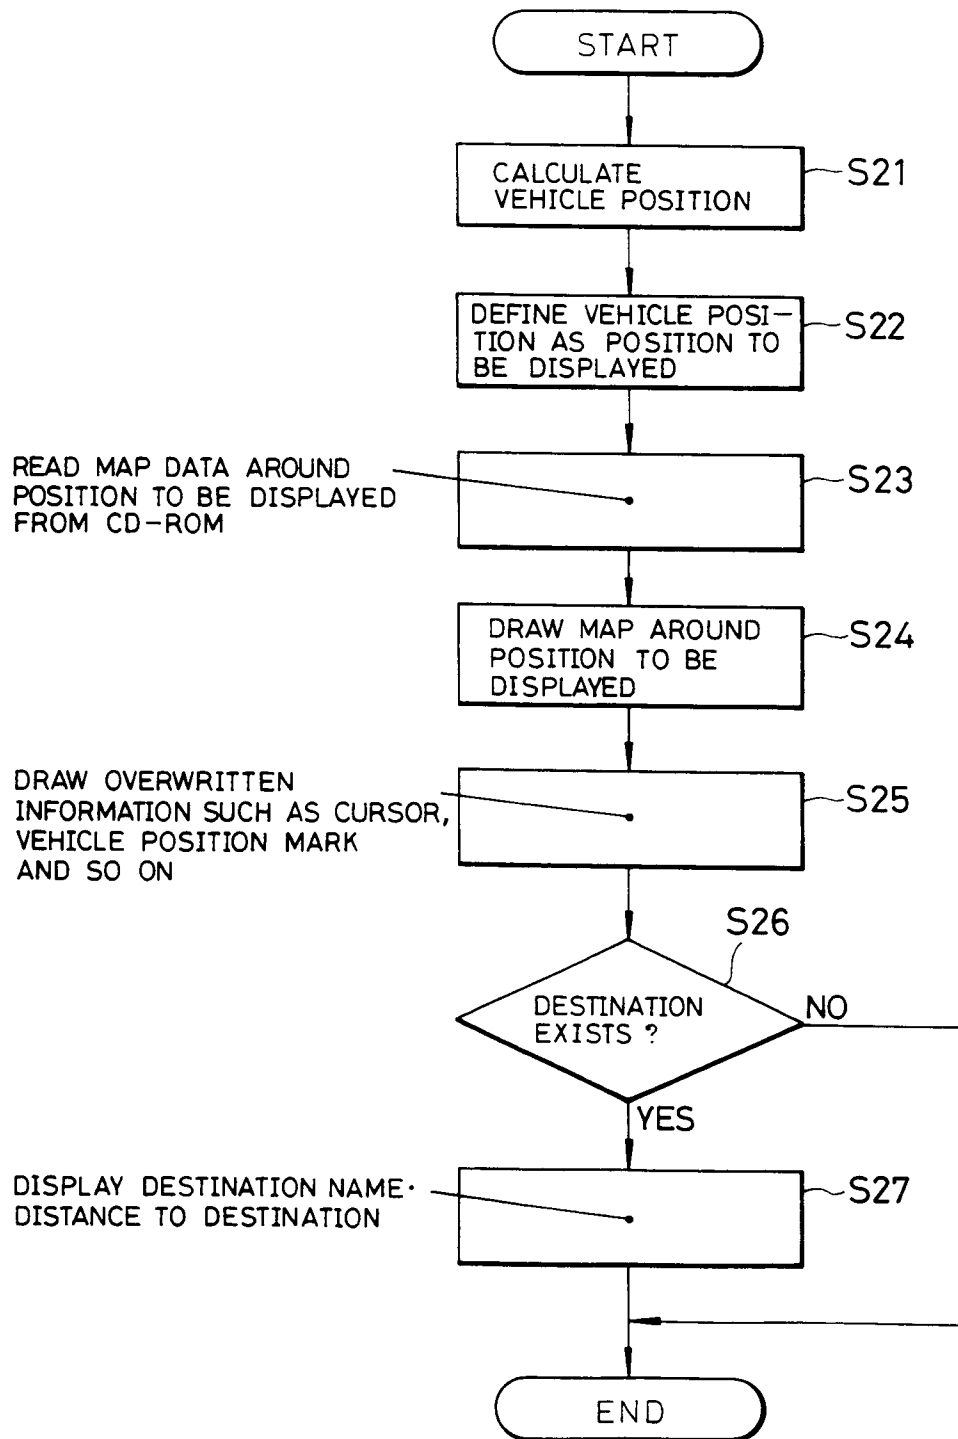 START
CALCULATE
VEHICLE POSITION
S21
DEFINE VEHICLE POSI-
TION AS POSITION TO
BE DISPLAYED
S22
READ MAP DATA AROUND
POSITION TO BE DISPLAYED
FROM CD-ROM
S23
DRAW MAP AROUND
POSITION TO BE
DISPLAYED
S24
DRAW OVERWRITTEN
INFORMATION SUCH AS CURSOR,
VEHICLE POSITION MARK
AND SO ON
S25
S26
DESTINATION
EXISTS ?
NO
YES
DISPLAY DESTINATION NAME·
DISTANCE TO DESTINATION
S27
END